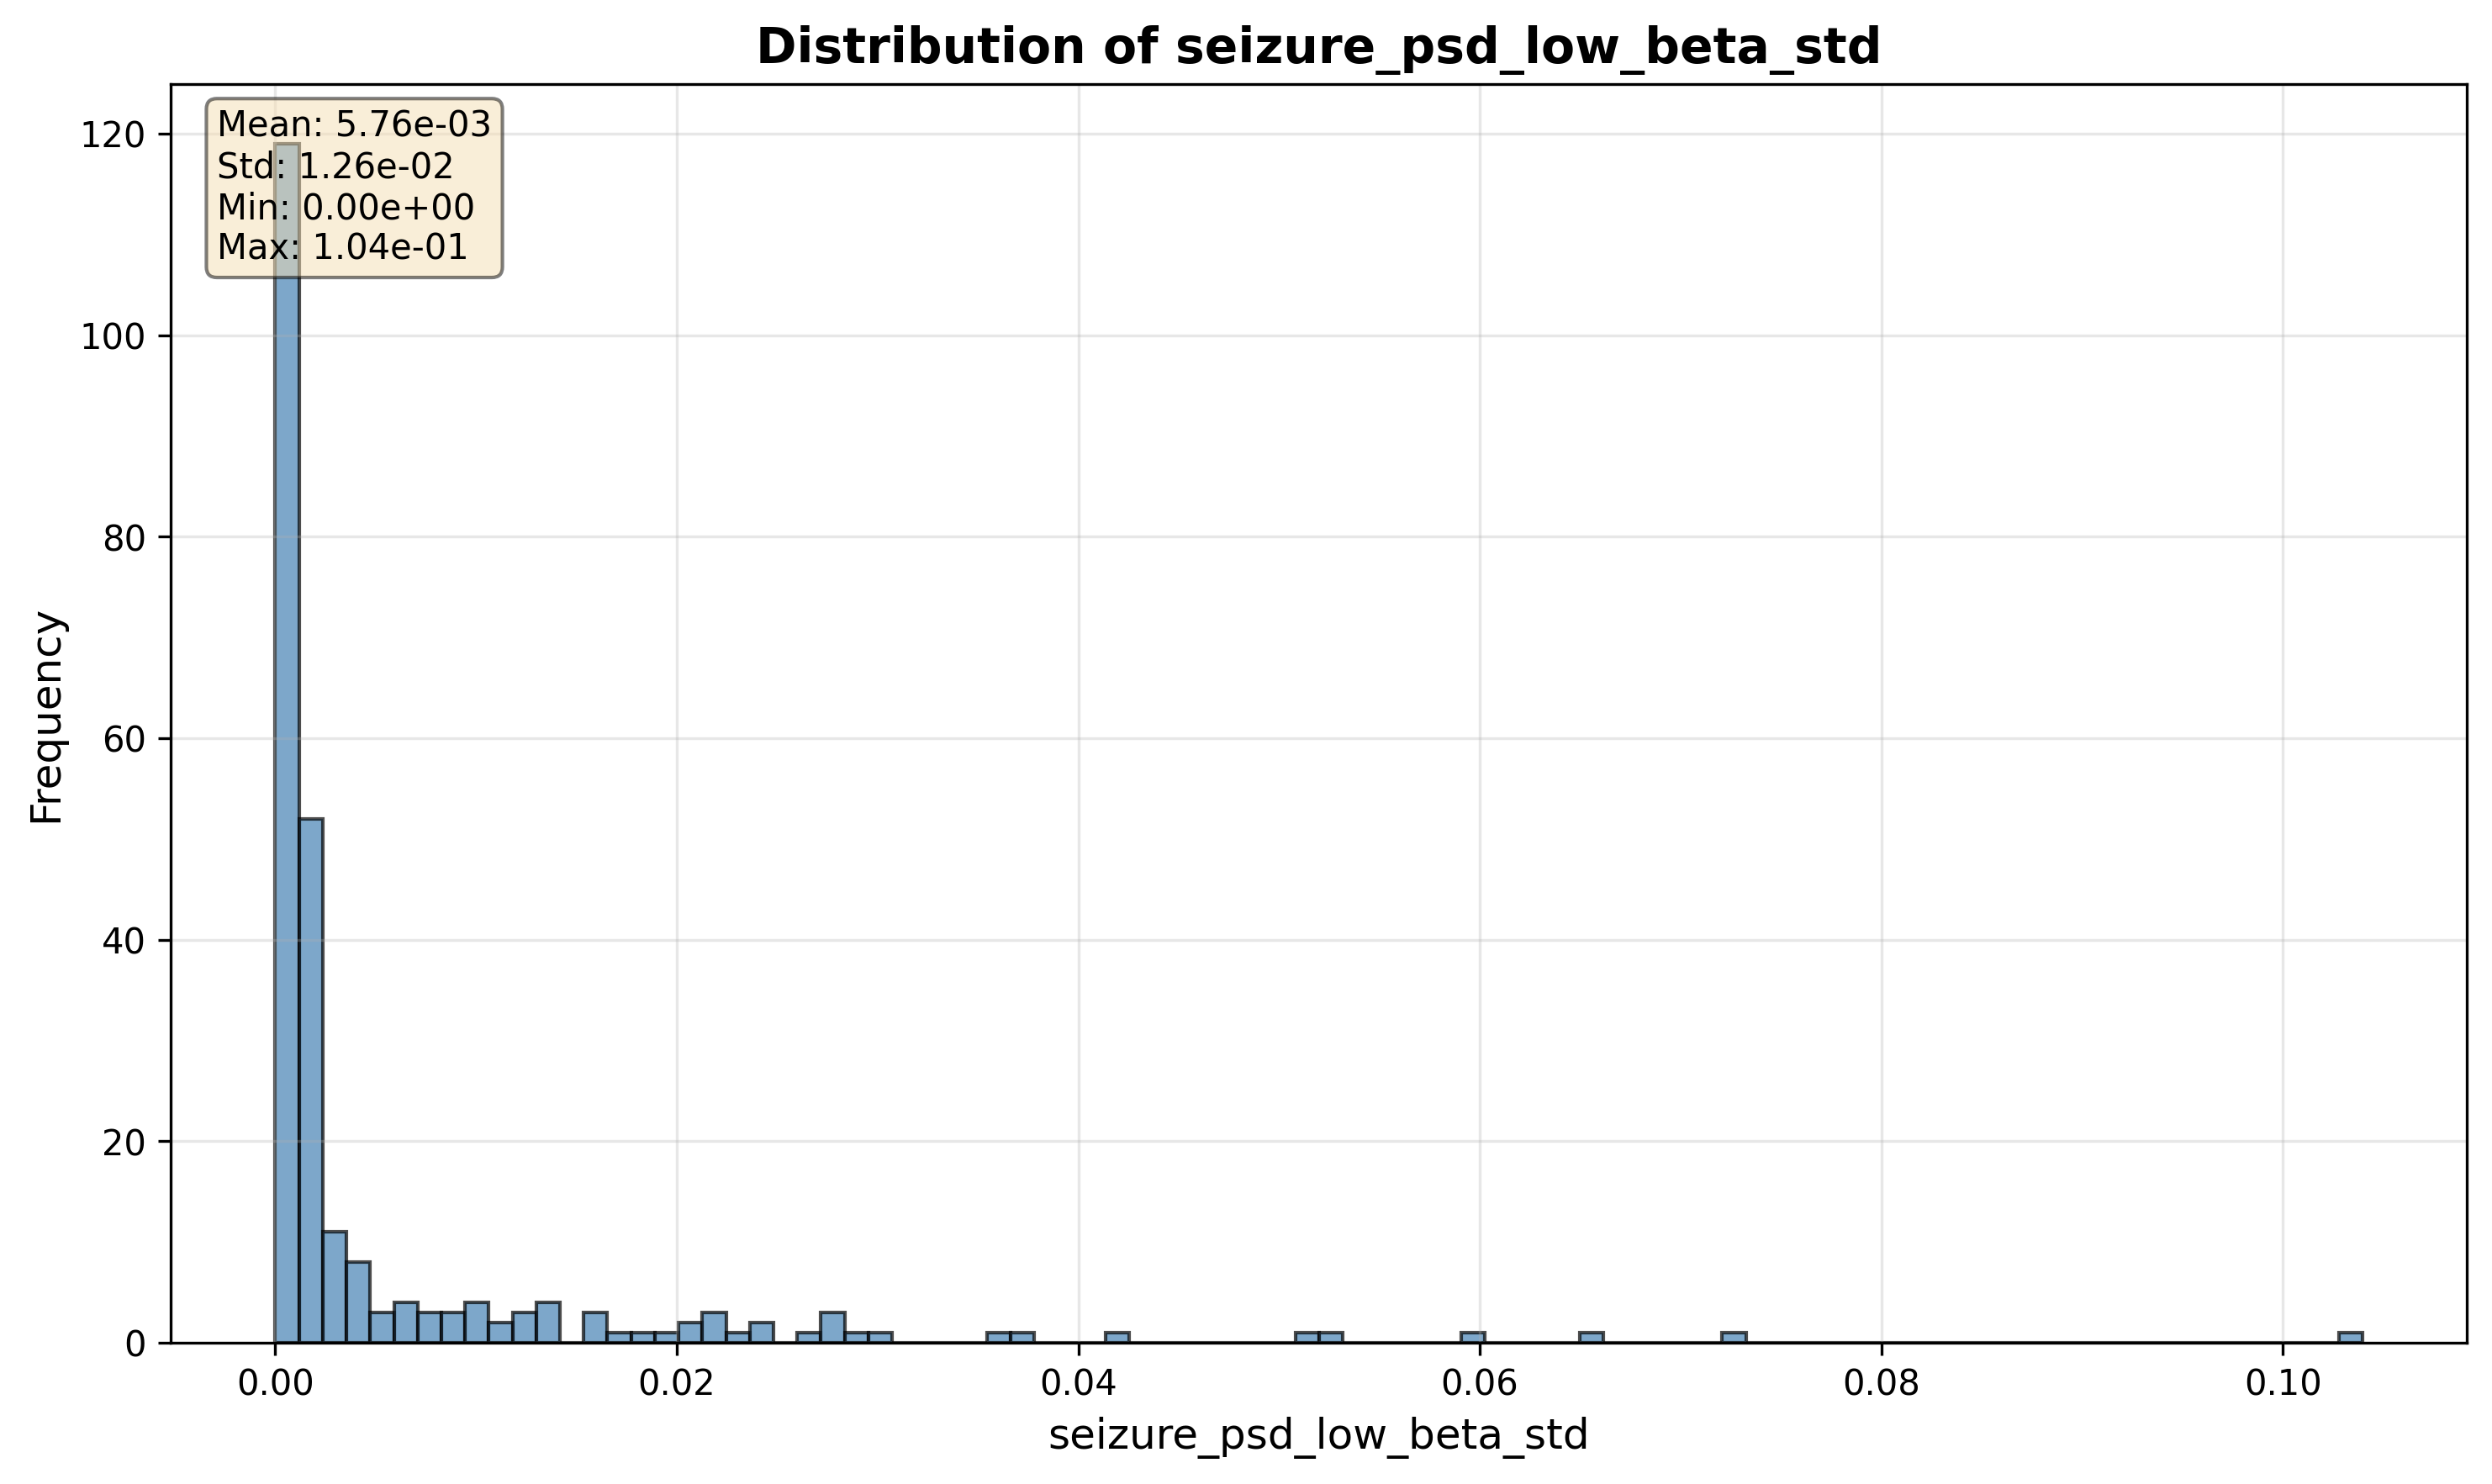 Distribution of seizure_psd_low_beta_std
Mean: 5.76e-03
Std: 1.26e-02
Min: 0.00e+00
Max: 1.04e-01
120
100
80
60
40
20
0
Frequency
0.00 0.02 0.04 0.06 0.08 0.10
seizure_psd_low_beta_std